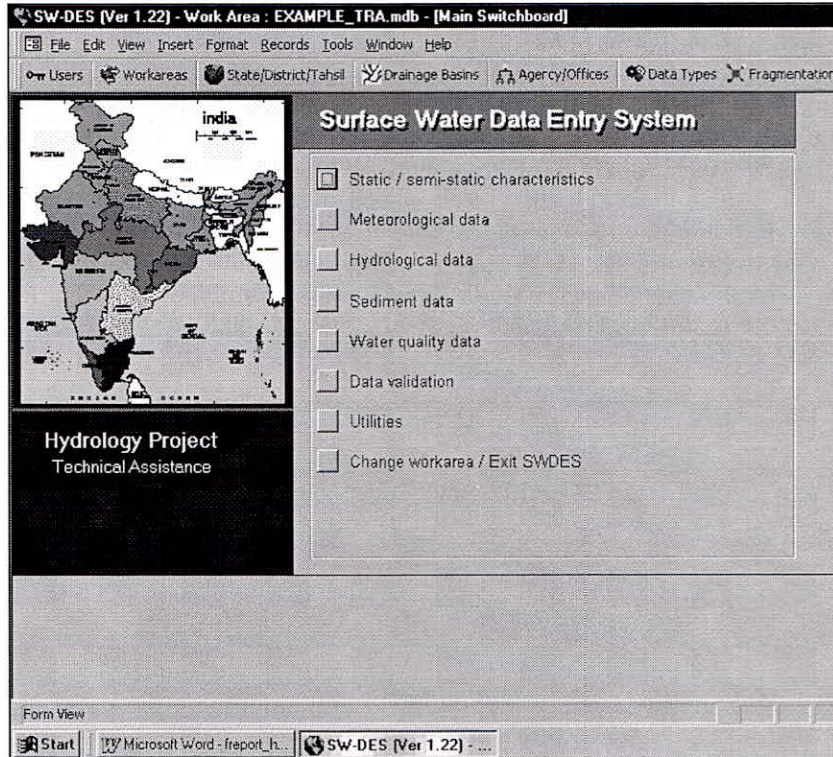 SW-DES (Ver 1.22) - Work Area : EXAMPLE_TRA.mdb - [Main Switchboard]
File Edit View Insert Format Records Tools Window Help
Users Workareas State/District/Tahsil Drainage Basins Agency/Offices Data Types Fragmentation
india
PAKISTAN
Surface Water Data Entry System
Static / semi-static characteristics
Meteorological data
Hydrological data
Sediment data
Water quality data
Data validation
Utilities
Change workarea / Exit SWDES
Hydrology Project
Technical Assistance
Form View
Start Microsoft Word - freport_h... SW-DES (Ver 1.22) - ...